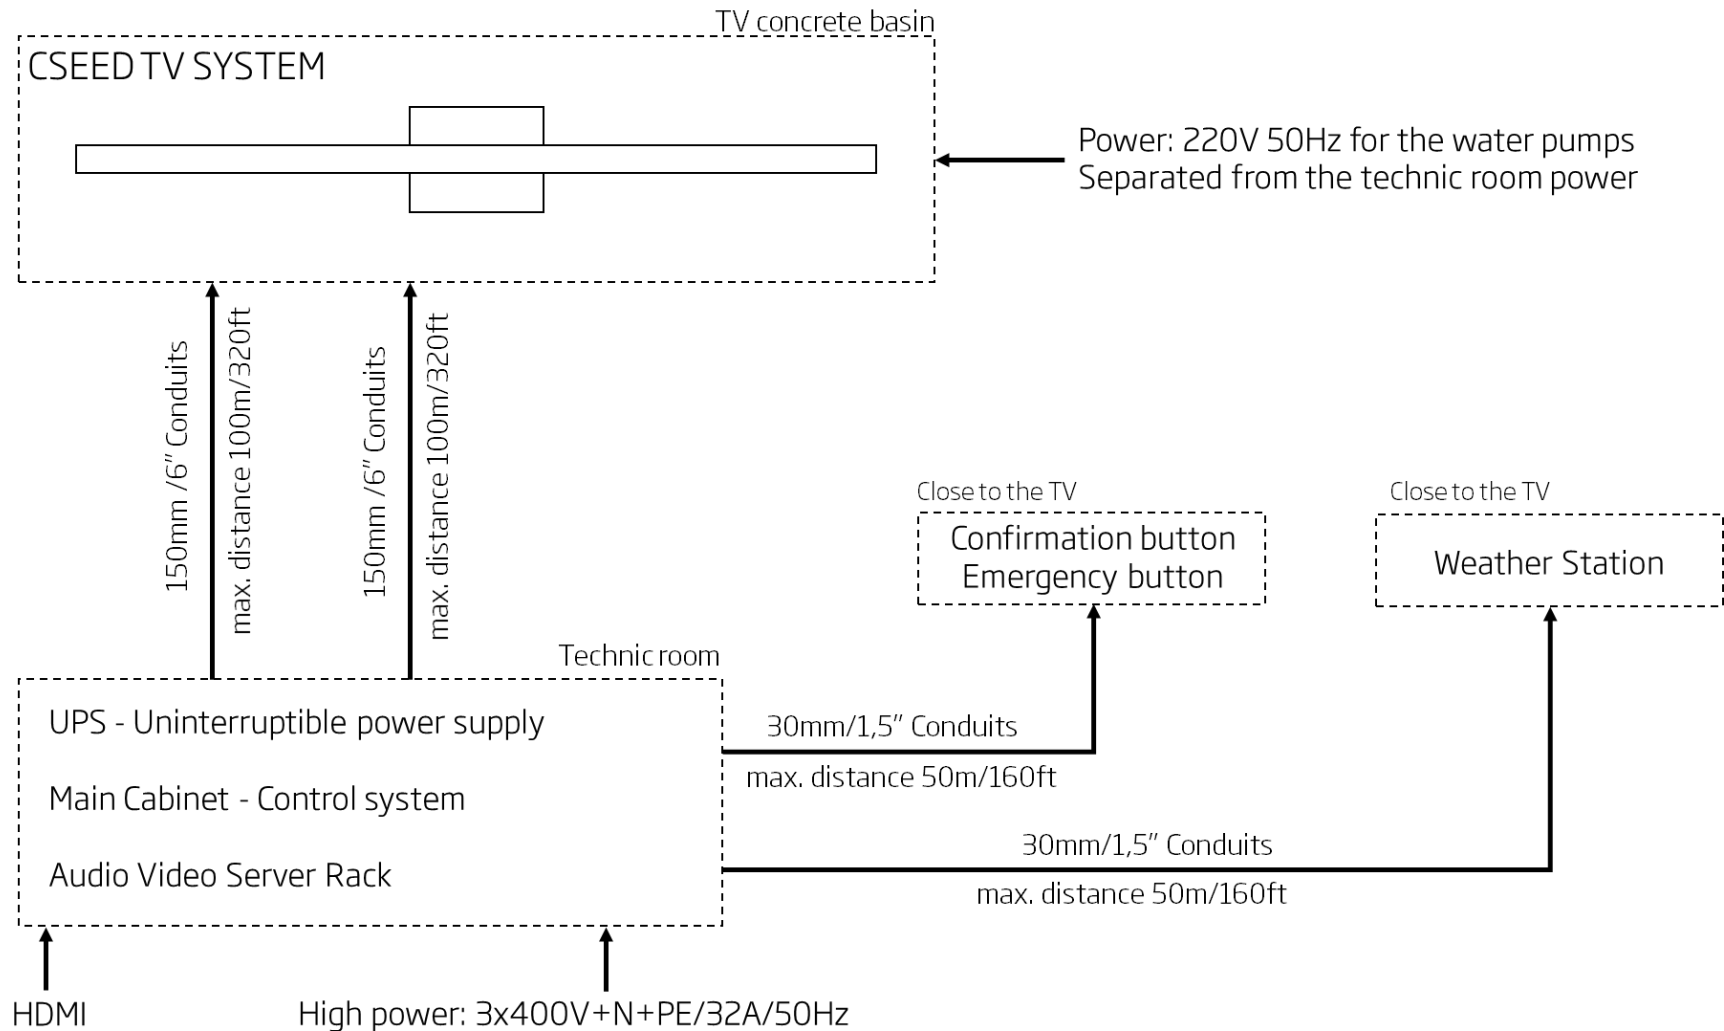 TV concrete basin
CSEED TV SYSTEM
Power: 220V 50Hz for the water pumps
Separated from the technic room power
150mm /6” Conduits
max. distance 100m/320ft
150mm /6” Conduits
max. distance 100m/320ft
Close to the TV
Confirmation button
Emergency button
Close to the TV
Weather Station
Technic room
UPS - Uninterruptible power supply
Main Cabinet - Control system
Audio Video Server Rack
30mm/1,5” Conduits
max. distance 50m/160ft
30mm/1,5” Conduits
max. distance 50m/160ft
HDMI
High power: 3x400V+N+PE/32A/50Hz